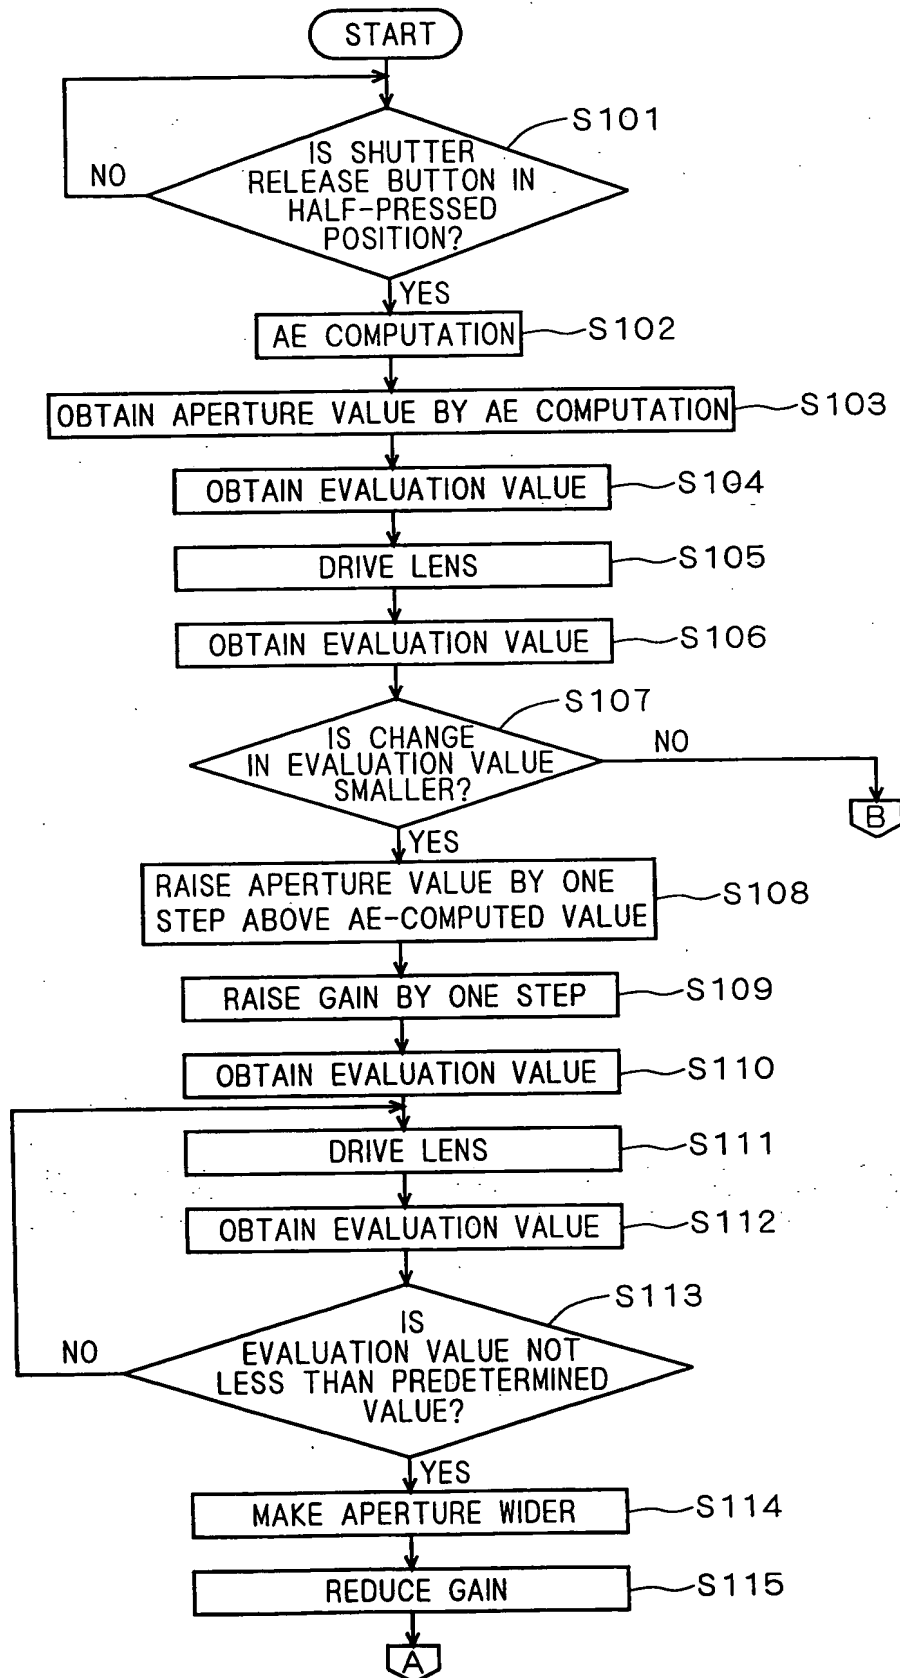 START
S101
IS SHUTTER
RELEASE BUTTON IN
HALF-PRESSED
POSITION?
NO
YES
AE COMPUTATION
S102
OBTAIN APERTURE VALUE BY AE COMPUTATION
S103
OBTAIN EVALUATION VALUE
S104
DRIVE LENS
S105
OBTAIN EVALUATION VALUE
S106
S107
IS CHANGE
IN EVALUATION VALUE
SMALLER?
NO
B
YES
RAISE APERTURE VALUE BY ONE
STEP ABOVE AE-COMPUTED VALUE
S108
RAISE GAIN BY ONE STEP
S109
OBTAIN EVALUATION VALUE
S110
DRIVE LENS
S111
OBTAIN EVALUATION VALUE
S112
S113
IS
EVALUATION VALUE NOT
LESS THAN PREDETERMINED
VALUE?
NO
YES
MAKE APERTURE WIDER
S114
REDUCE GAIN
S115
A